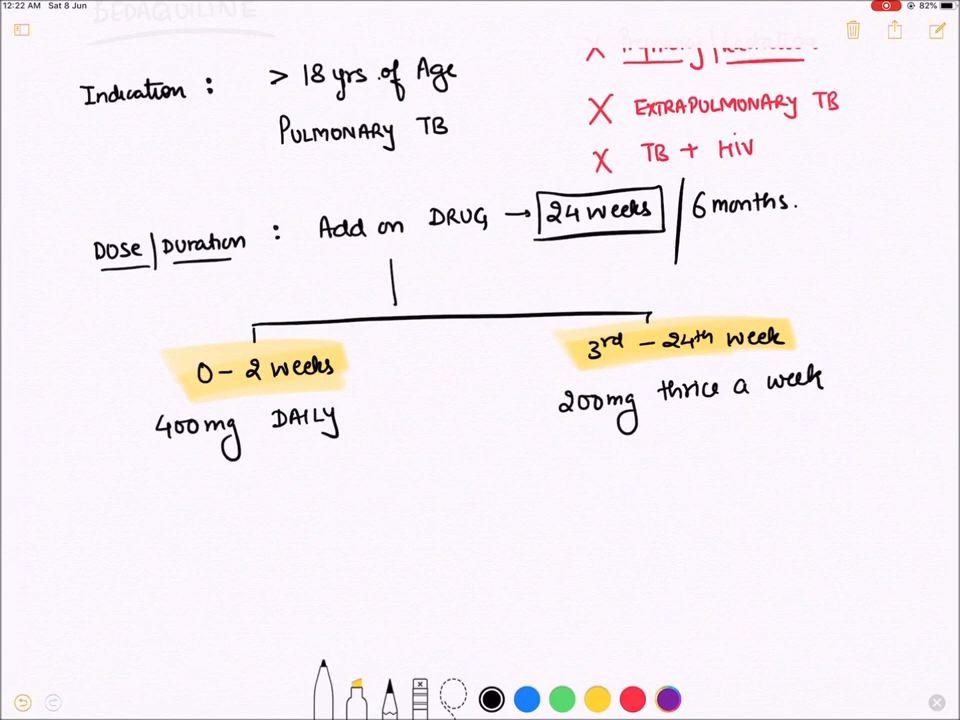 12:22 AM Sat 8 Jun
82%
BEDAQUILINE
Indication : > 18 yrs of Age
PULMONARY TB
X
X EXTRAPULMONARY TB
X TB + HIV
DOSE | DURATION : Add on DRUG → 24 weeks / 6 months.
0 - 2 weeks
400mg DAILY
3rd - 24th week
200mg thrice a week